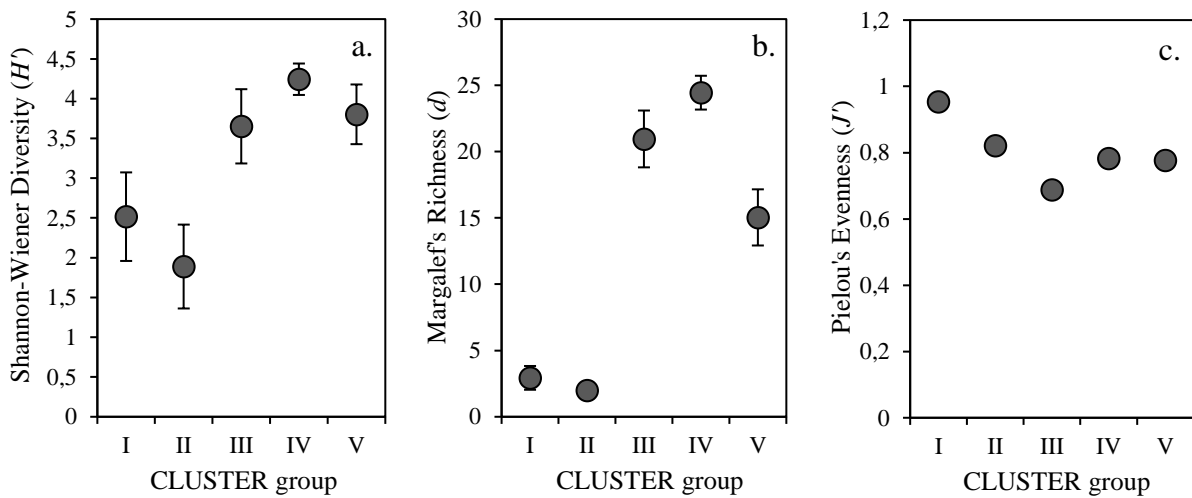 a.
Shannon-Wiener Diversity (H')
5
4,5
4
3,5
3
2,5
2
1,5
1
0,5
0
I II III IV V
CLUSTER group
b.
Margalef's Richness (d)
30
25
20
15
10
5
0
I II III IV V
CLUSTER group
c.
Pielou's Evenness (J')
1,2
1
0,8
0,6
0,4
0,2
0
I II III IV V
CLUSTER group